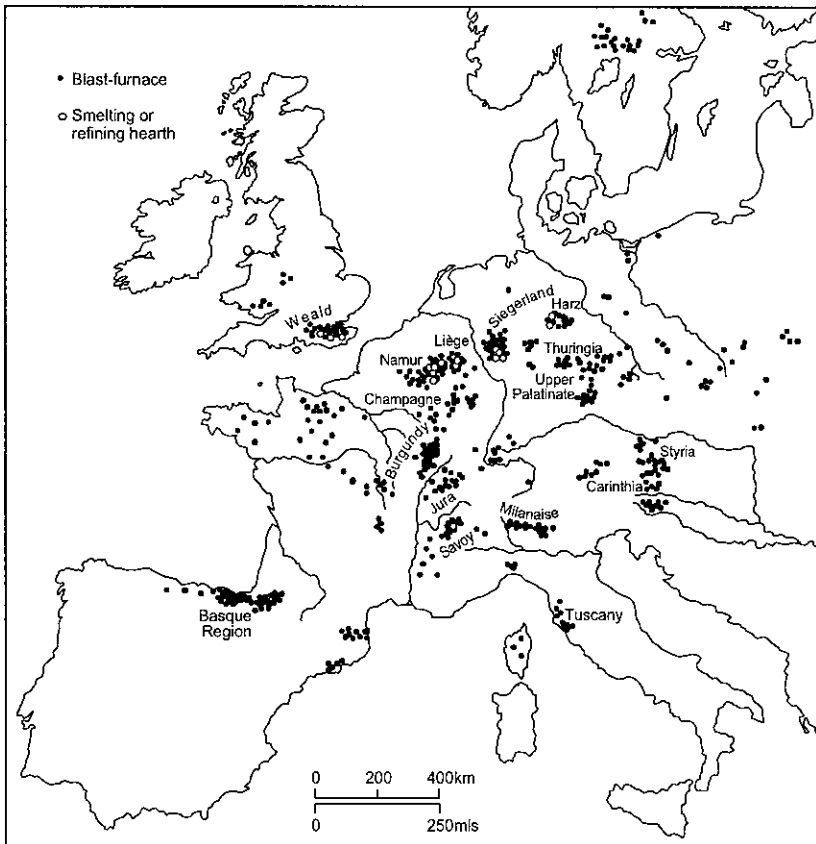 Blast-furnace
Smelting or
refining hearth
Weald
Siegerland
Harz
Liège
Namur
Thuringia
Upper
Palatinate
Champagne
Burgundy
Styria
Carinthia
Jura
Milanaise
Savoy
Basque
Region
Tuscany
0 200 400km
0 250mls